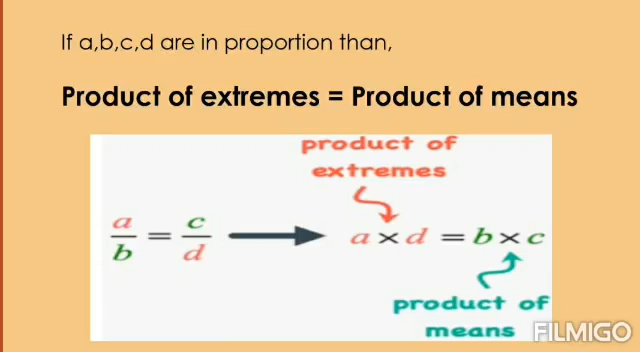 If a,b,c,d are in proportion than,
Product of extremes = Product of means
product of
extremes
a/b = c/d
a × d = b × c
product of
means
FILMIGO